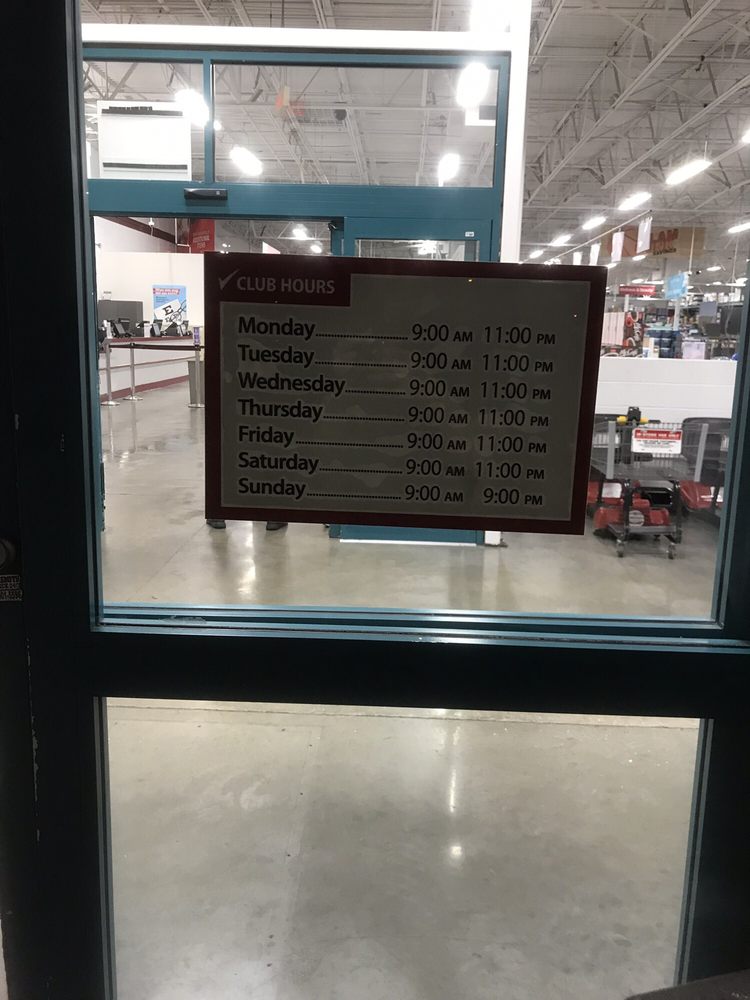 ✓CLUB HOURS
Monday.......................... 9:00 AM 11:00 PM
Tuesday.......................... 9:00 AM 11:00 PM
Wednesday.................. 9:00 AM 11:00 PM
Thursday....................... 9:00 AM 11:00 PM
Friday............................... 9:00 AM 11:00 PM
Saturday........................ 9:00 AM 11:00 PM
Sunday........................... 9:00 AM 9:00 PM